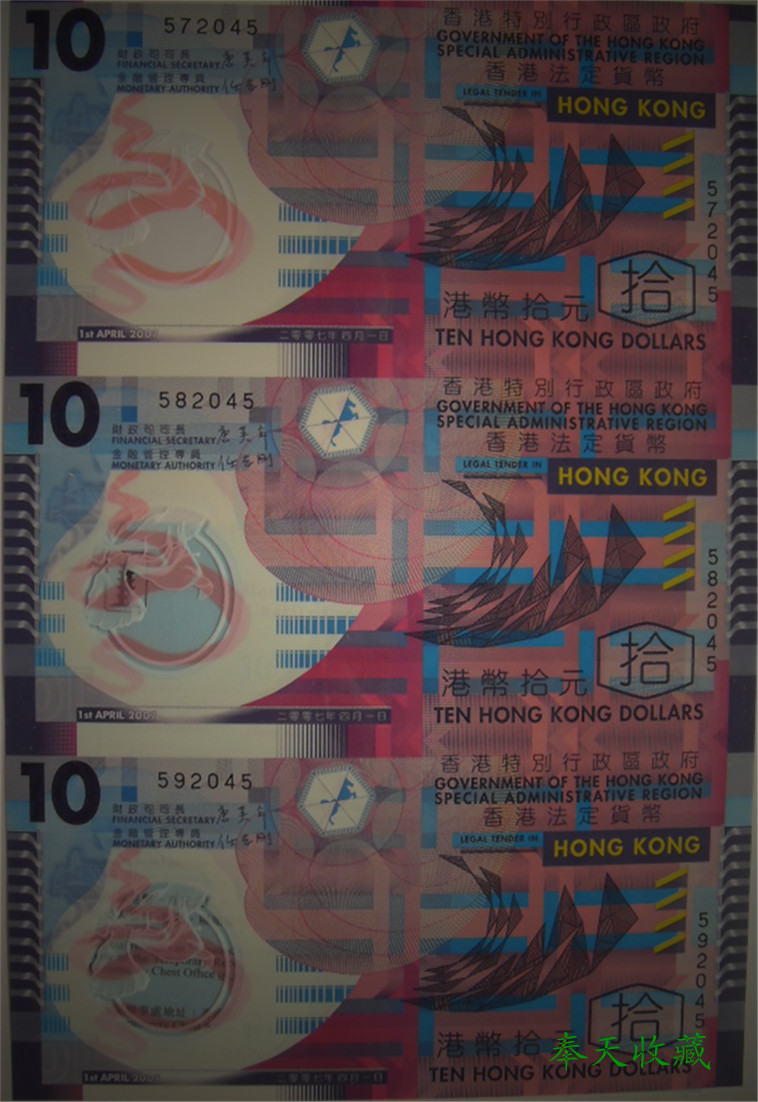 10
572045
香港特別行政區政府
GOVERNMENT OF THE HONG KONG
SPECIAL ADMINISTRATIVE REGION
香港法定貨幣
財政司司長
FINANCIAL SECRETARY
金融管理專員
MONETARY AUTHORITY
LEGAL TENDER IN
HONG KONG
572045
拾
港幣拾元
TEN HONG KONG DOLLARS
1st APRIL 2007
二零零七年四月一日
10
582045
香港特別行政區政府
GOVERNMENT OF THE HONG KONG
SPECIAL ADMINISTRATIVE REGION
香港法定貨幣
財政司司長
FINANCIAL SECRETARY
金融管理專員
MONETARY AUTHORITY
LEGAL TENDER IN
HONG KONG
582045
拾
港幣拾元
TEN HONG KONG DOLLARS
1st APRIL 2007
二零零七年四月一日
10
592045
香港特別行政區政府
GOVERNMENT OF THE HONG KONG
SPECIAL ADMINISTRATIVE REGION
香港法定貨幣
財政司司長
FINANCIAL SECRETARY
金融管理專員
MONETARY AUTHORITY
LEGAL TENDER IN
HONG KONG
592045
Temporary
Chest Office
拾
港幣拾元
奉天收藏
TEN HONG KONG DOLLARS
1st APRIL 2007
二零零七年四月一日